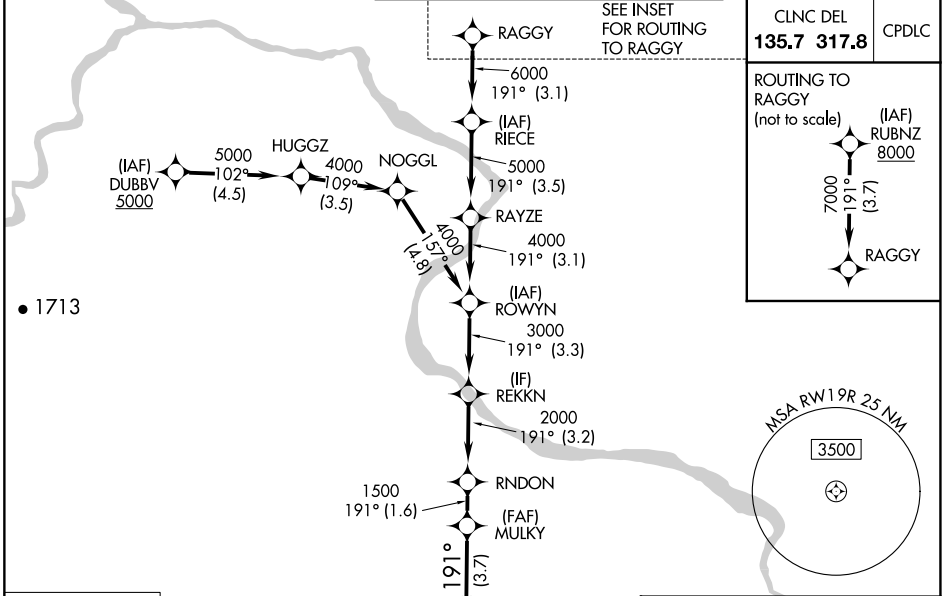 SEE INSET
FOR ROUTING
TO RAGGY
CLNC DEL
135.7 317.8
CPDLC
RAGGY
6000
191° (3.1)
(IAF)
RIECE
5000
191° (3.5)
RAYZE
4000
191° (3.1)
(IAF)
DUBBV
5000
5000
102°
(4.5)
HUGGZ
4000
109°
(3.5)
NOGGL
4000
157°
(4.8)
(IAF)
ROWYN
3000
191° (3.3)
(IF)
REKKN
2000
191° (3.2)
RNDON
1500
191° (1.6)
(FAF)
MULKY
191°
(3.7)
1713
ROUTING TO
RAGGY
(not to scale)
(IAF)
RUBNZ
8000
7000
191°
(3.7)
RAGGY
MSA RW19R 25 NM
3500